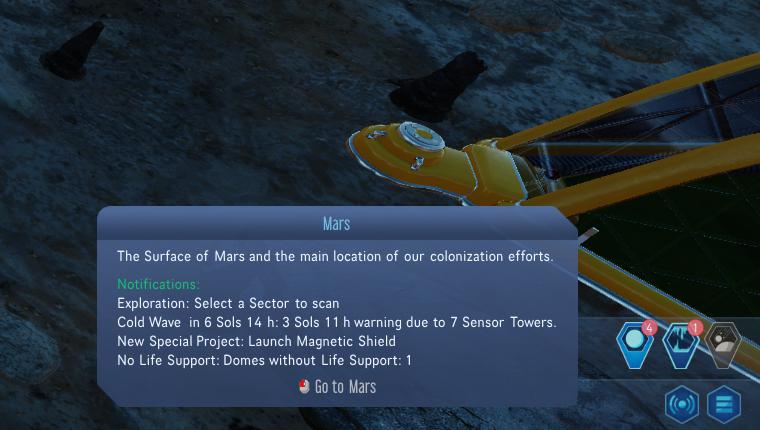 Mars
The Surface of Mars and the main location of our colonization efforts.
Notifications:
Exploration: Select a Sector to scan
Cold Wave in 6 Sols 14 h: 3 Sols 11 h warning due to 7 Sensor Towers.
New Special Project: Launch Magnetic Shield
No Life Support: Domes without Life Support: 1
Go to Mars
4
1